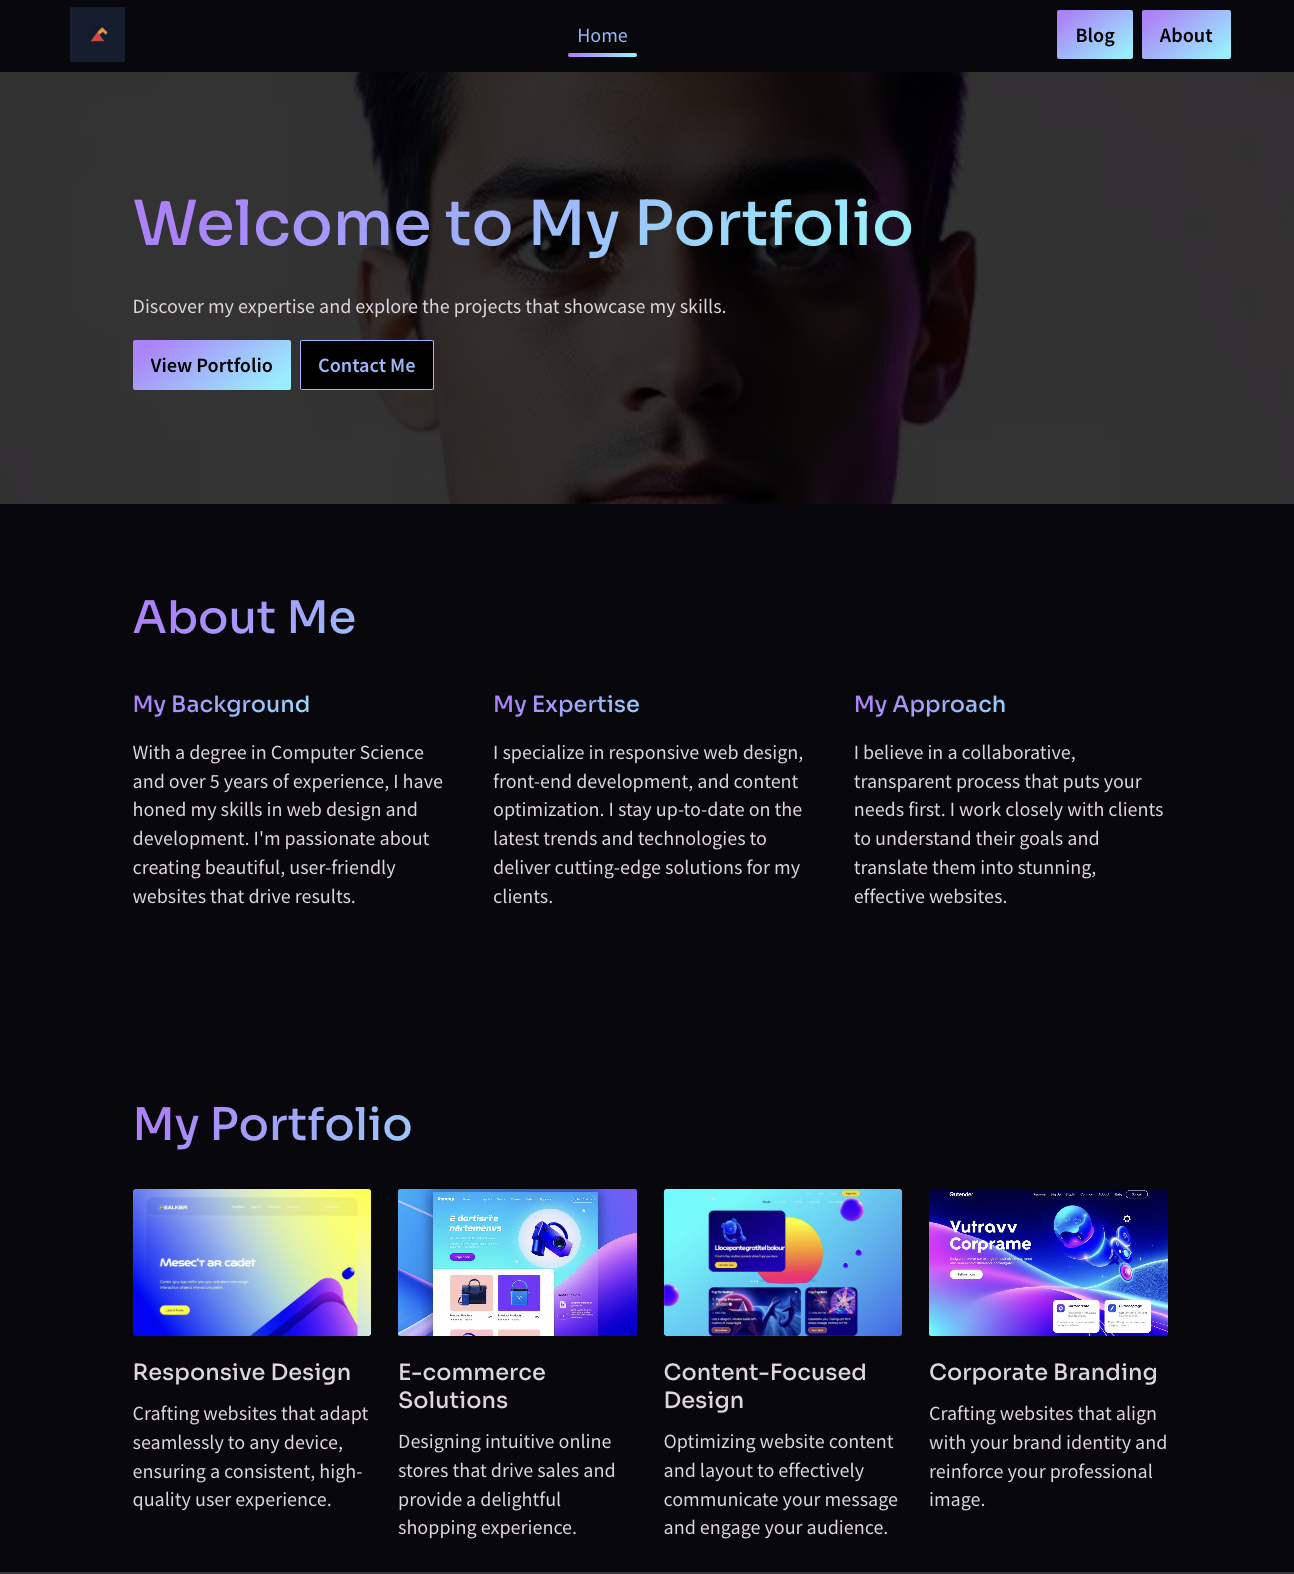 Home
Blog
About
Welcome to My Portfolio
Discover my expertise and explore the projects that showcase my skills.
View Portfolio
Contact Me
About Me
My Background
With a degree in Computer Science
and over 5 years of experience, I have
honed my skills in web design and
development. I'm passionate about
creating beautiful, user-friendly
websites that drive results.
My Expertise
I specialize in responsive web design,
front-end development, and content
optimization. I stay up-to-date on the
latest trends and technologies to
deliver cutting-edge solutions for my
clients.
My Approach
I believe in a collaborative,
transparent process that puts your
needs first. I work closely with clients
to understand their goals and
translate them into stunning,
effective websites.
My Portfolio
Mesec't aʀ cadet
Vutravv
Corprame
Responsive Design
Crafting websites that adapt
seamlessly to any device,
ensuring a consistent, high-
quality user experience.
E-commerce
Solutions
Designing intuitive online
stores that drive sales and
provide a delightful
shopping experience.
Content-Focused
Design
Optimizing website content
and layout to effectively
communicate your message
and engage your audience.
Corporate Branding
Crafting websites that align
with your brand identity and
reinforce your professional
image.